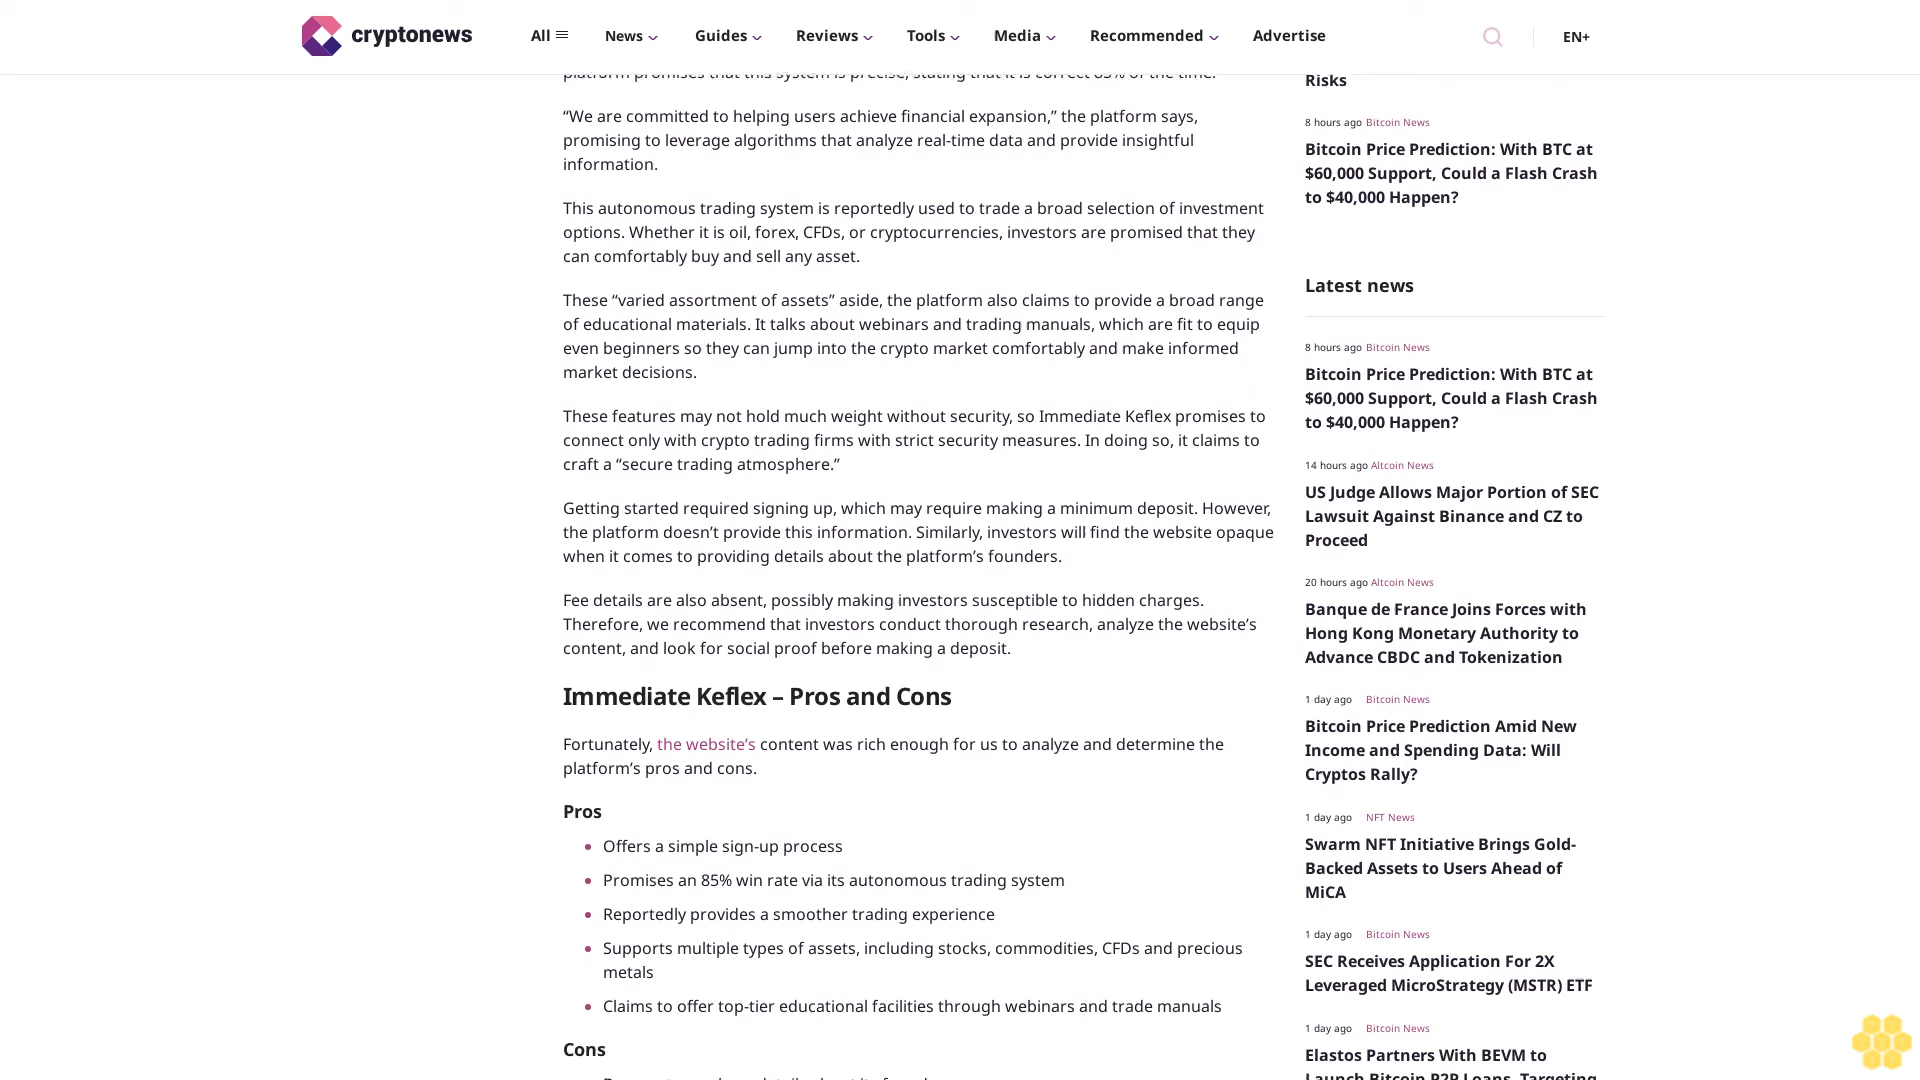 cryptonews
All
News
Guides
Reviews
Tools
Media
Recommended
Advertise
EN+
platform promises that this system is precise, stating that it is correct 85% of the time.
“We are committed to helping users achieve financial expansion,” the platform says,
promising to leverage algorithms that analyze real-time data and provide insightful
information.
This autonomous trading system is reportedly used to trade a broad selection of investment
options. Whether it is oil, forex, CFDs, or cryptocurrencies, investors are promised that they
can comfortably buy and sell any asset.
These “varied assortment of assets” aside, the platform also claims to provide a broad range
of educational materials. It talks about webinars and trading manuals, which are fit to equip
even beginners so they can jump into the crypto market comfortably and make informed
market decisions.
These features may not hold much weight without security, so Immediate Keflex promises to
connect only with crypto trading firms with strict security measures. In doing so, it claims to
craft a “secure trading atmosphere.”
Getting started required signing up, which may require making a minimum deposit. However,
the platform doesn’t provide this information. Similarly, investors will find the website opaque
when it comes to providing details about the platform’s founders.
Fee details are also absent, possibly making investors susceptible to hidden charges.
Therefore, we recommend that investors conduct thorough research, analyze the website’s
content, and look for social proof before making a deposit.
Immediate Keflex – Pros and Cons
Fortunately, the website’s content was rich enough for us to analyze and determine the
platform’s pros and cons.
Pros
Offers a simple sign-up process
Promises an 85% win rate via its autonomous trading system
Reportedly provides a smoother trading experience
Supports multiple types of assets, including stocks, commodities, CFDs and precious
metals
Claims to offer top-tier educational facilities through webinars and trade manuals
Cons
Risks
8 hours ago Bitcoin News
Bitcoin Price Prediction: With BTC at
$60,000 Support, Could a Flash Crash
to $40,000 Happen?
Latest news
8 hours ago Bitcoin News
Bitcoin Price Prediction: With BTC at
$60,000 Support, Could a Flash Crash
to $40,000 Happen?
14 hours ago Altcoin News
US Judge Allows Major Portion of SEC
Lawsuit Against Binance and CZ to
Proceed
20 hours ago Altcoin News
Banque de France Joins Forces with
Hong Kong Monetary Authority to
Advance CBDC and Tokenization
1 day ago Bitcoin News
Bitcoin Price Prediction Amid New
Income and Spending Data: Will
Cryptos Rally?
1 day ago NFT News
Swarm NFT Initiative Brings Gold-
Backed Assets to Users Ahead of
MiCA
1 day ago Bitcoin News
SEC Receives Application For 2X
Leveraged MicroStrategy (MSTR) ETF
1 day ago Bitcoin News
Elastos Partners With BEVM to
Launch Bitcoin P2P Loans, Targeting